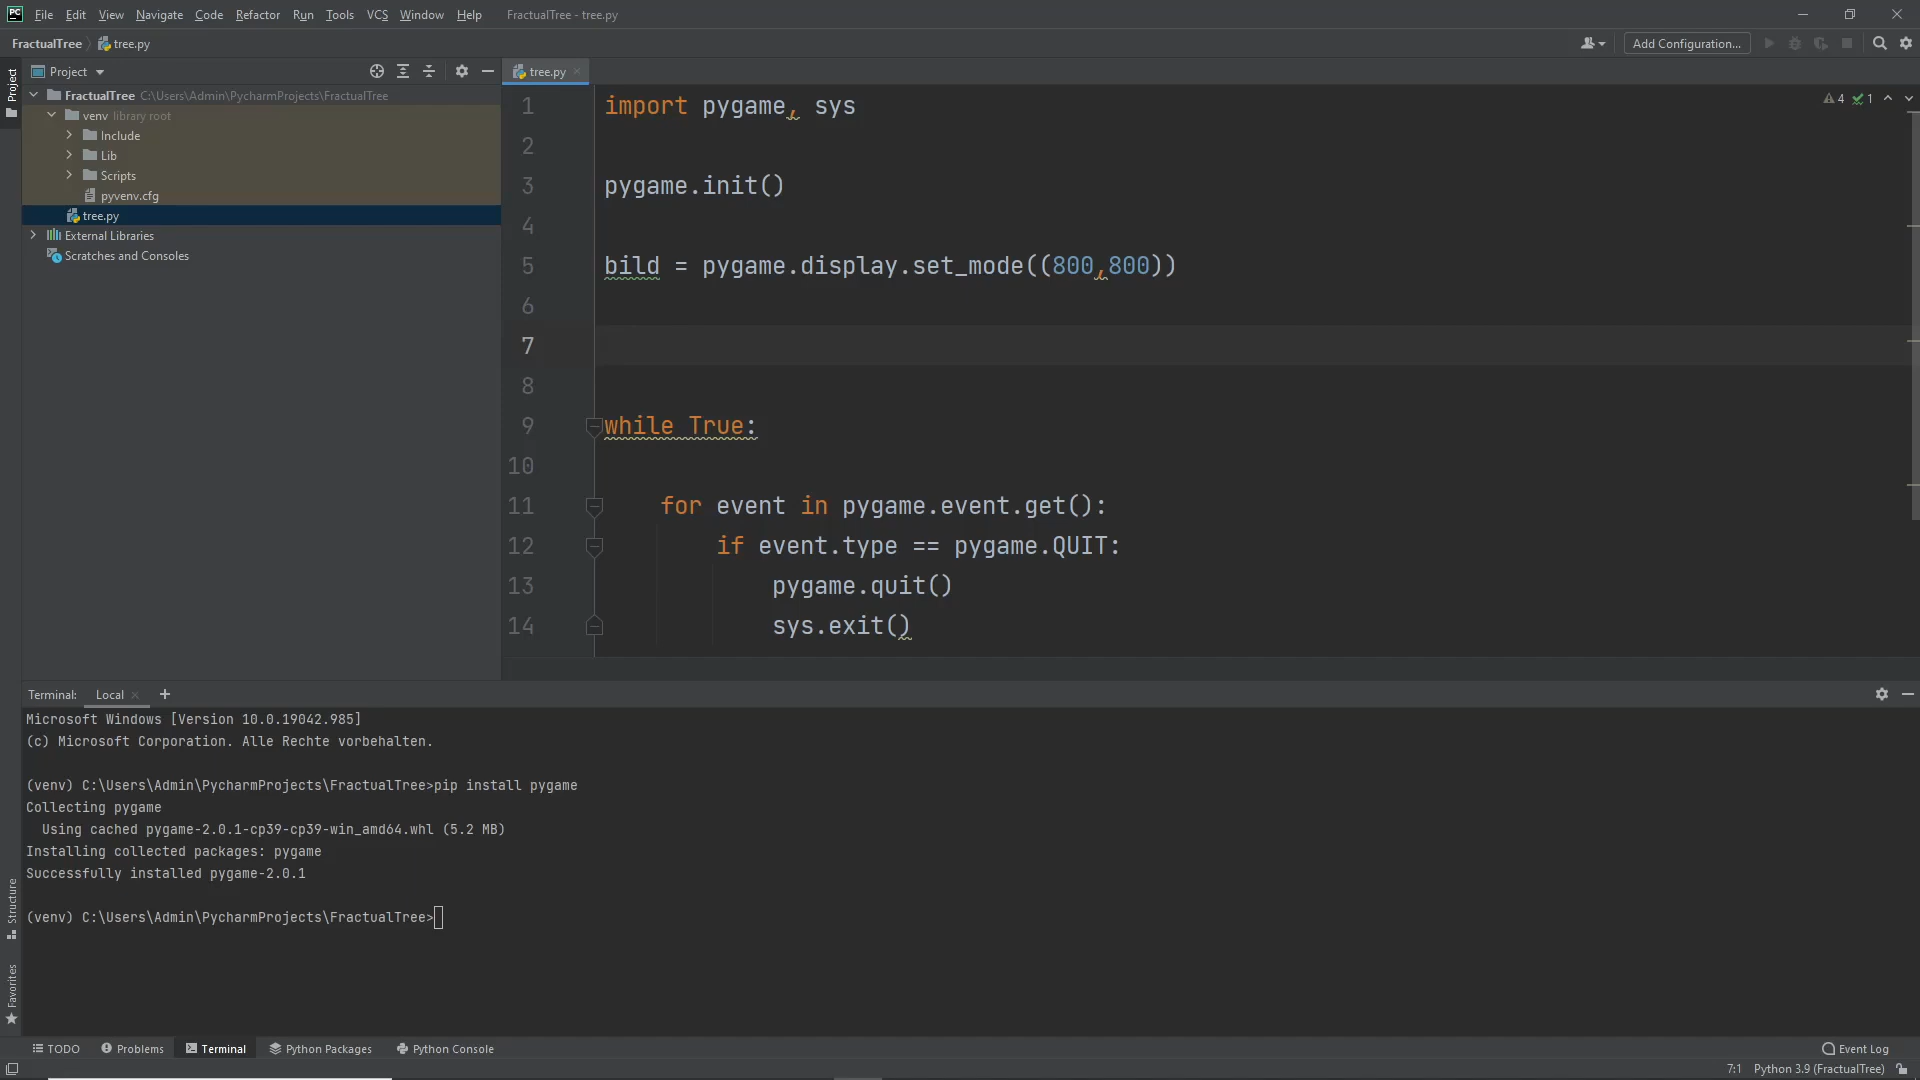 PC File Edit View Navigate Code Refactor Run Tools VCS Window Help FractualTree - tree.py
FractualTree tree.py Add Configuration...
Project
Project
FractualTree C:\Users\Admin\PycharmProjects\FractualTree
venv library root
Include
Lib
Scripts
pyvenv.cfg
tree.py
External Libraries
Scratches and Consoles
tree.py
4 1
1 import pygame, sys
2
3 pygame.init()
4
5 bild = pygame.display.set_mode((800,800))
6
7
8
9 while True:
10
11 for event in pygame.event.get():
12 if event.type == pygame.QUIT:
13 pygame.quit()
14 sys.exit()
Terminal: Local
Microsoft Windows [Version 10.0.19042.985]
(c) Microsoft Corporation. Alle Rechte vorbehalten.
(venv) C:\Users\Admin\PycharmProjects\FractualTree>pip install pygame
Collecting pygame
Using cached pygame-2.0.1-cp39-cp39-win_amd64.whl (5.2 MB)
Installing collected packages: pygame
Successfully installed pygame-2.0.1
(venv) C:\Users\Admin\PycharmProjects\FractualTree>
Structure
Favorites
TODO Problems Terminal Python Packages Python Console Event Log
7:1 Python 3.9 (FractualTree)